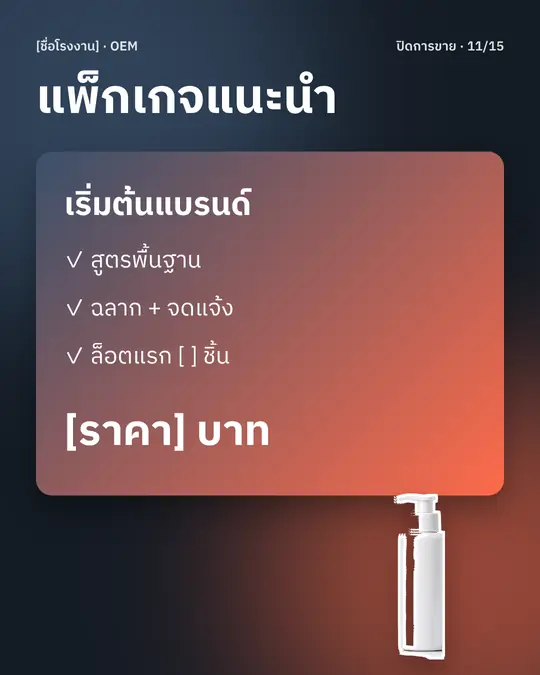 [ชื่อโรงงาน] · OEM
ปิดการขาย · 11/15
แพ็กเกจแนะนำ
เริ่มต้นแบรนด์
✓ สูตรพื้นฐาน
✓ ฉลาก + จดแจ้ง
✓ ล็อตแรก [ ] ชิ้น
[ราคา] บาท